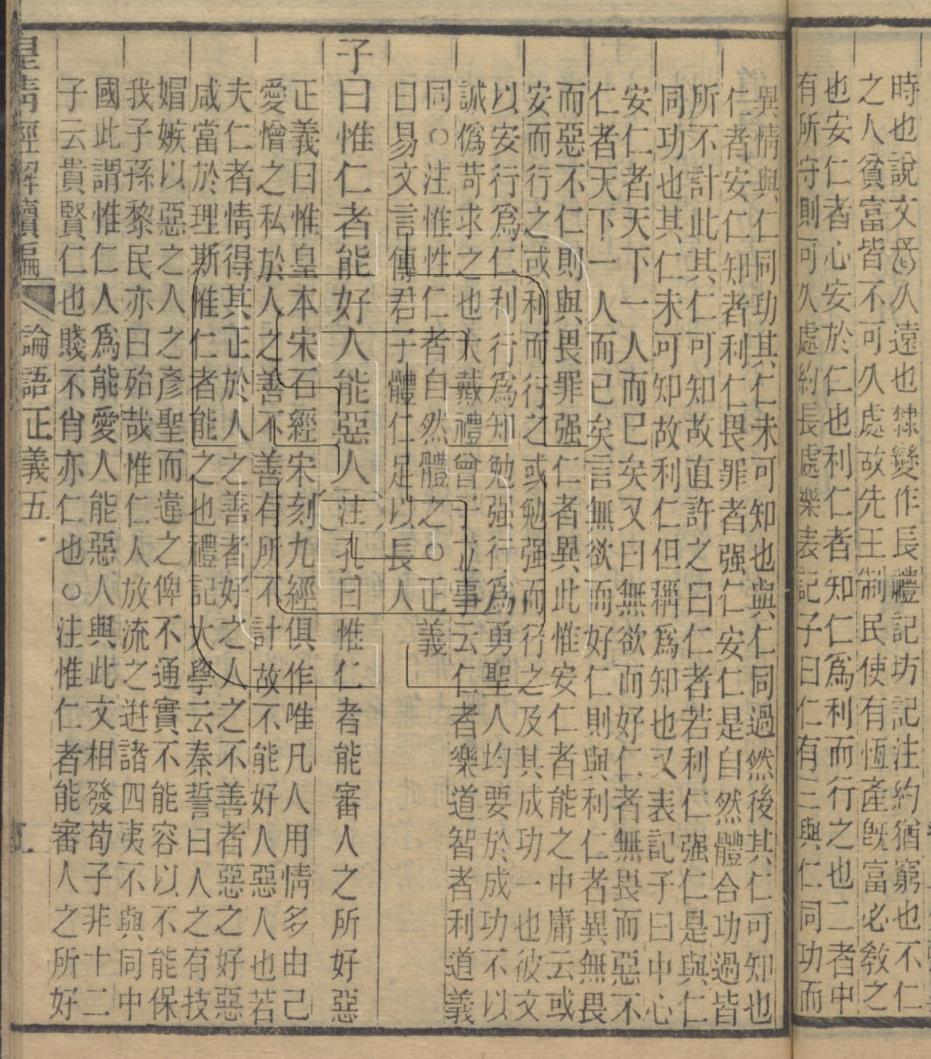 時也說文久遠也隸變作長禮記坊記注約猶窮也不仁
之人貧富皆不可久處故先王制民使有恆產旣富必教之
也安仁者心安於仁也利仁者知仁爲利而行之也二者中
有所守則可久處約長處樂表記子曰仁有三與仁同功而
異情與仁同功其仁未可知也與仁同過然後其仁可知也
仁者安仁知者利仁畏罪者强仁安仁是自然體合功過皆
所不計此其仁可知故直許之曰仁者若利仁强仁是與仁
同功也其仁未可知故利仁但稱爲知也又表記子曰中心
安仁者天下一人而已矣又曰無欲而好仁者無畏而惡不
仁者天下一人而已矣言無欲而好仁則與利仁者異無畏
而惡不仁則與畏罪强仁者異此惟安仁者能之中庸云或
安而行之或利而行之或勉强而行之及其成功一也彼文
以安行爲仁利行爲知勉强行爲勇聖人均要於成功不以
誠僞苛求之也大戴禮曾子立事云仁者樂道智者利道義
同○注惟性仁者自然體之○正義
曰易文言傳君子體仁足以長人
子曰惟仁者能好人能惡人注孔曰惟仁者能審人之所好惡
正義曰惟皇本宋石經宋刻九經俱作唯凡人用情多由己
愛憎之私於人之善不善有所不計故不能好人惡人也若
夫仁者情得其正於人之善者好之人之不善者惡之好惡
咸當於理斯惟仁者能之也禮記大學云秦誓曰人之有技
媢嫉以惡之人之彥聖而違之俾不通實不能容以不能保
我子孫黎民亦曰殆哉惟仁人放流之迸諸四夷不與同中
國此謂惟仁人爲能愛人能惡人與此文相發荀子非十二
子云貴賢仁也賤不肖亦仁也○注惟仁者能審人之所好
皇清經解續編 論語正義五